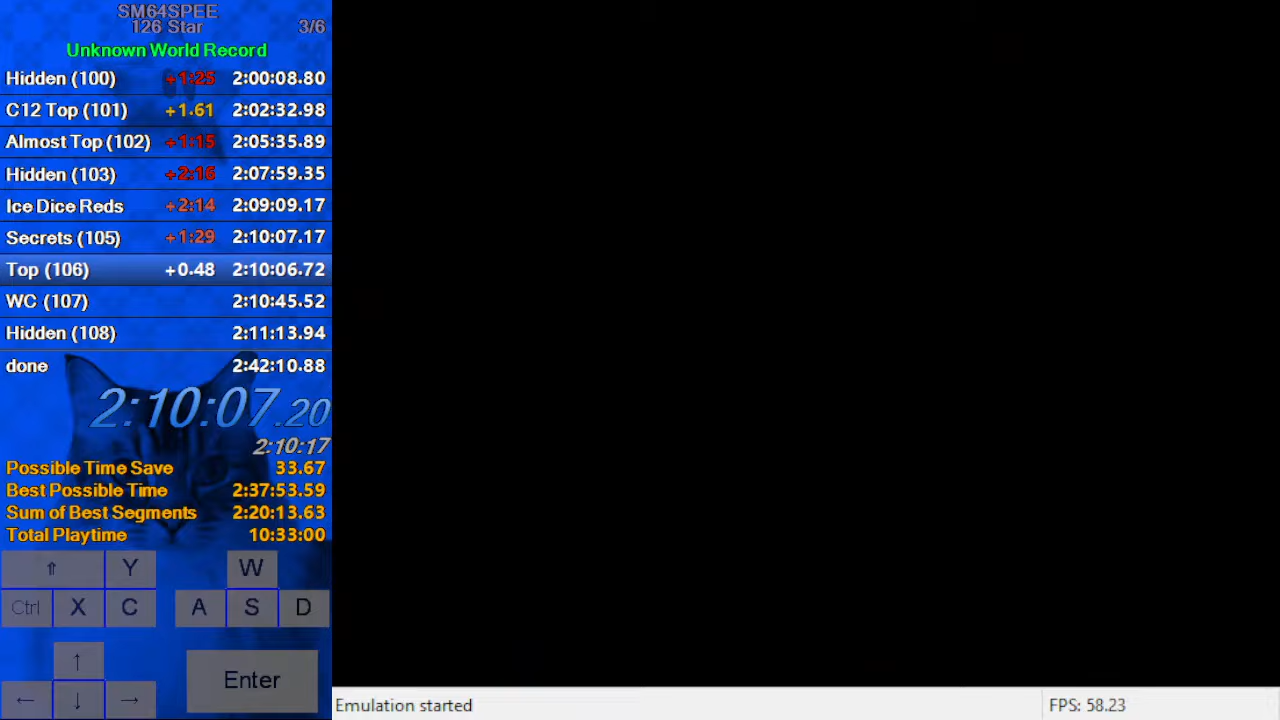 SM64SPEE
126 Star 3/6
Unknown World Record
Hidden (100) +1:25 2:00:08.80
C12 Top (101) +1.61 2:02:32.98
Almost Top (102) +1:15 2:05:35.89
Hidden (103) +2:16 2:07:59.35
Ice Dice Reds +2:14 2:09:09.17
Secrets (105) +1:29 2:10:07.17
Top (106) +0.48 2:10:06.72
WC (107) 2:10:45.52
Hidden (108) 2:11:13.94
done 2:42:10.88
2:10:07.20
2:10:17
Possible Time Save 33.67
Best Possible Time 2:37:53.59
Sum of Best Segments 2:20:13.63
Total Playtime 10:33:00
⇑ Y W
Ctrl X C A S D
↑
Enter
← ↓ →
Emulation started FPS: 58.23